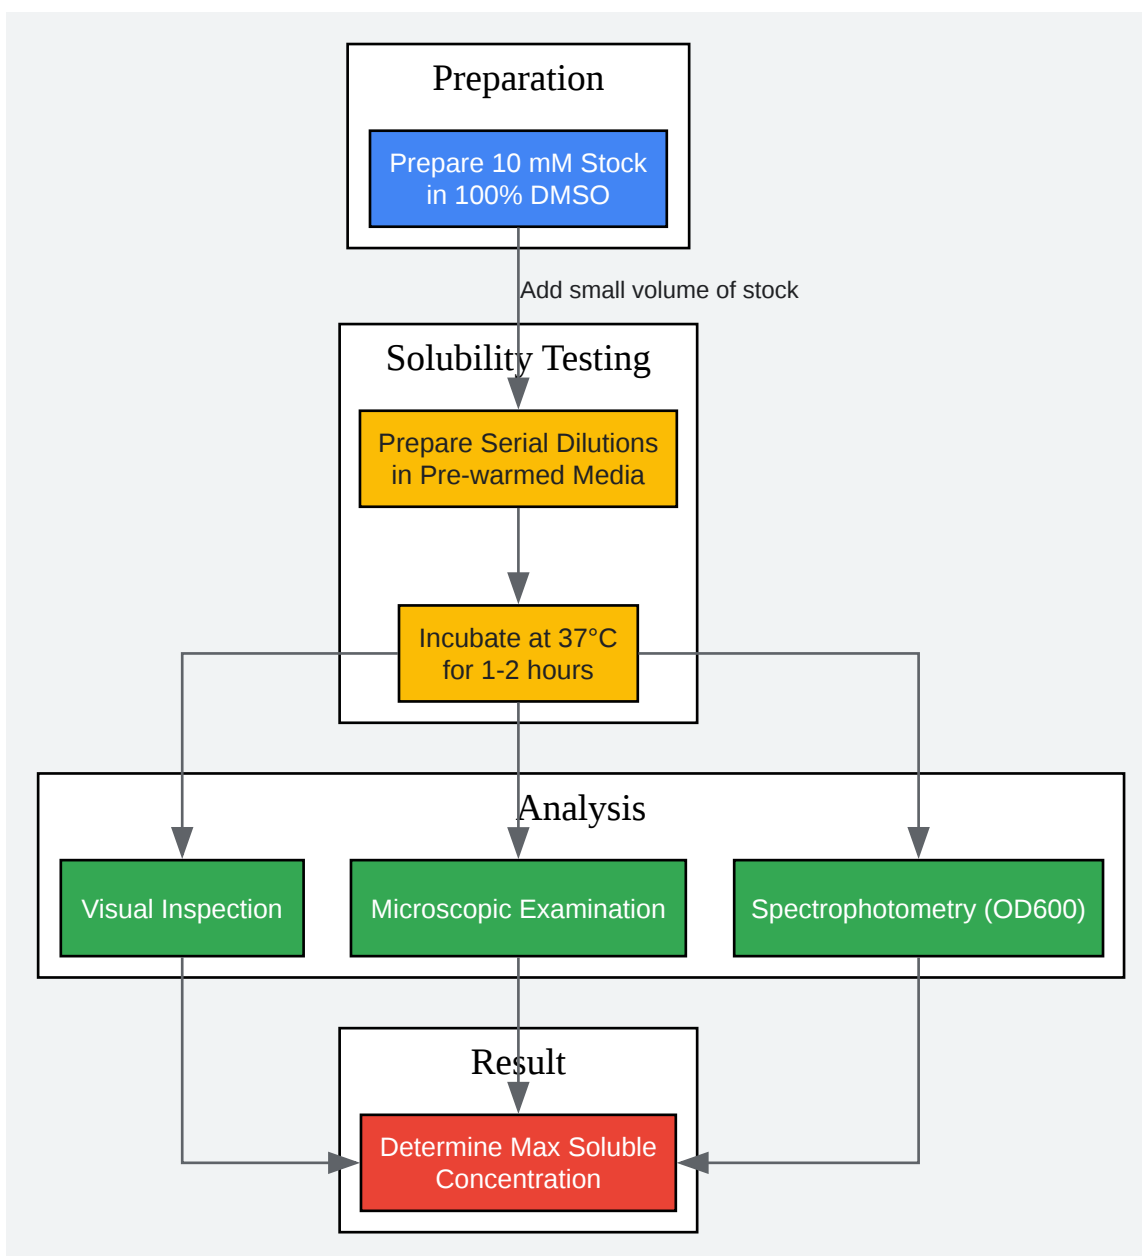 Preparation
Prepare 10 mM Stock
in 100% DMSO
Add small volume of stock
Solubility Testing
Prepare Serial Dilutions
in Pre-warmed Media
Incubate at 37°C
for 1-2 hours
Analysis
Visual Inspection
Microscopic Examination
Spectrophotometry (OD600)
Result
Determine Max Soluble
Concentration